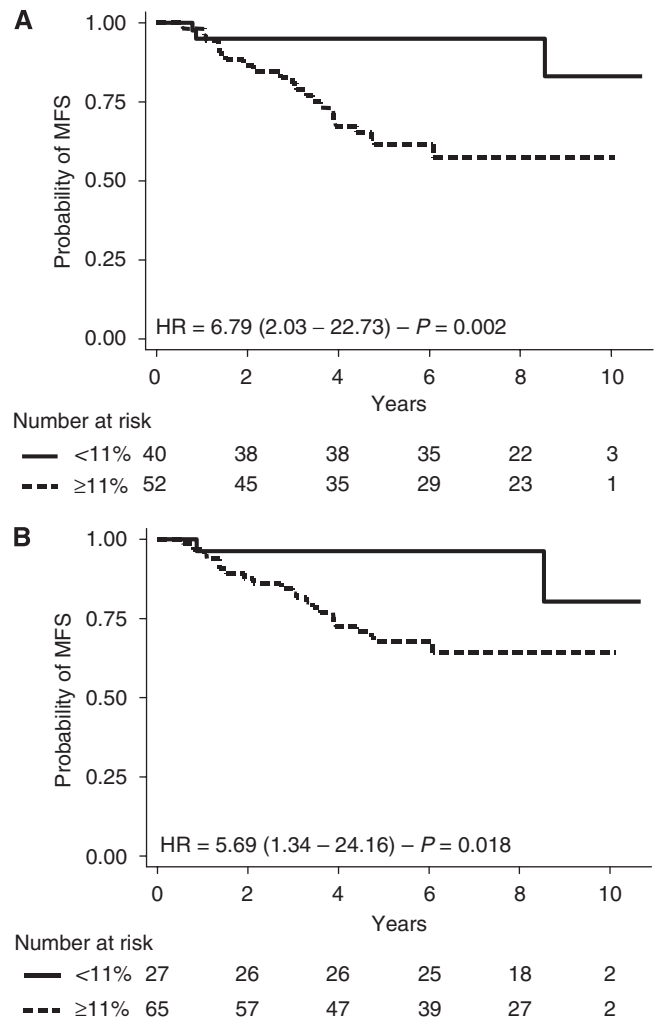 A
Probability of MFS
1.00
0.75
0.50
0.25
0.00
HR = 6.79 (2.03 – 22.73) – P = 0.002
0 2 4 6 8 10
Years
Number at risk
<11% 40 38 38 35 22 3
≥11% 52 45 35 29 23 1
B
Probability of MFS
1.00
0.75
0.50
0.25
0.00
HR = 5.69 (1.34 – 24.16) – P = 0.018
0 2 4 6 8 10
Years
Number at risk
<11% 27 26 26 25 18 2
≥11% 65 57 47 39 27 2